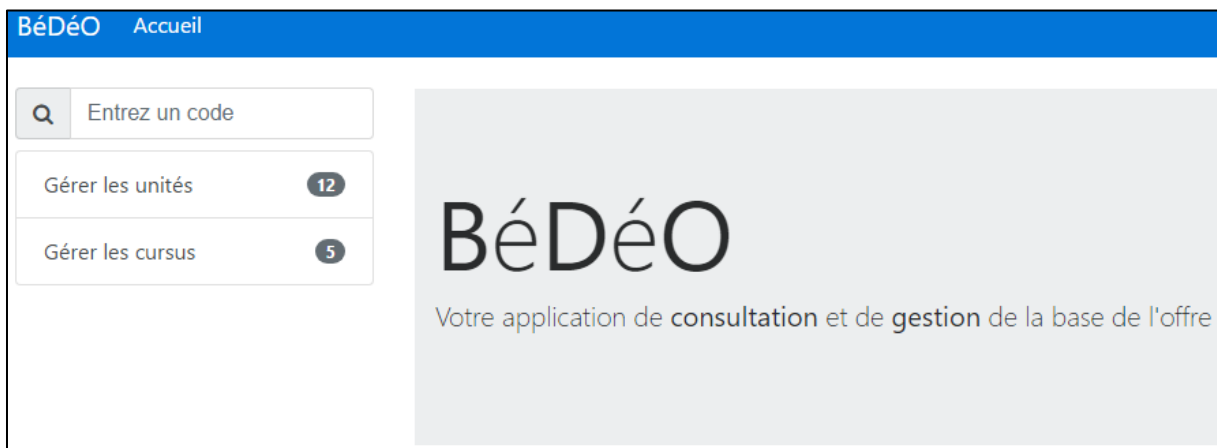 BéDéO Accueil
Entrez un code
Gérer les unités 12
Gérer les cursus 5
BéDéO
Votre application de consultation et de gestion de la base de l'offre